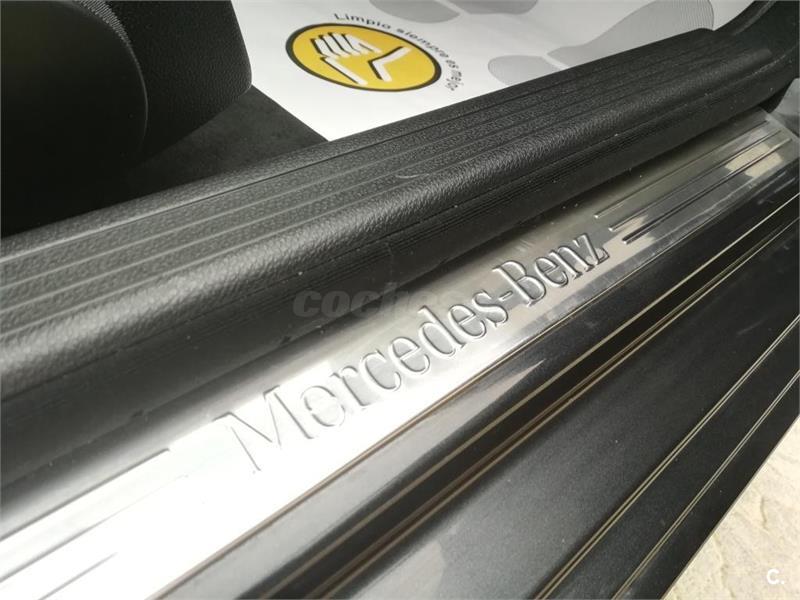 Limpio siempre es mejor
coches
Mercedes-Benz
C.